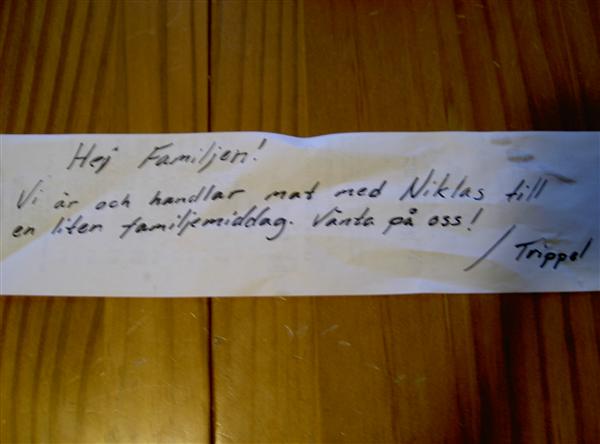 Hej Familjen!
Vi är och handlar mat med Niklas till
en liten familjemiddag. Vänta på oss!
/Trippel